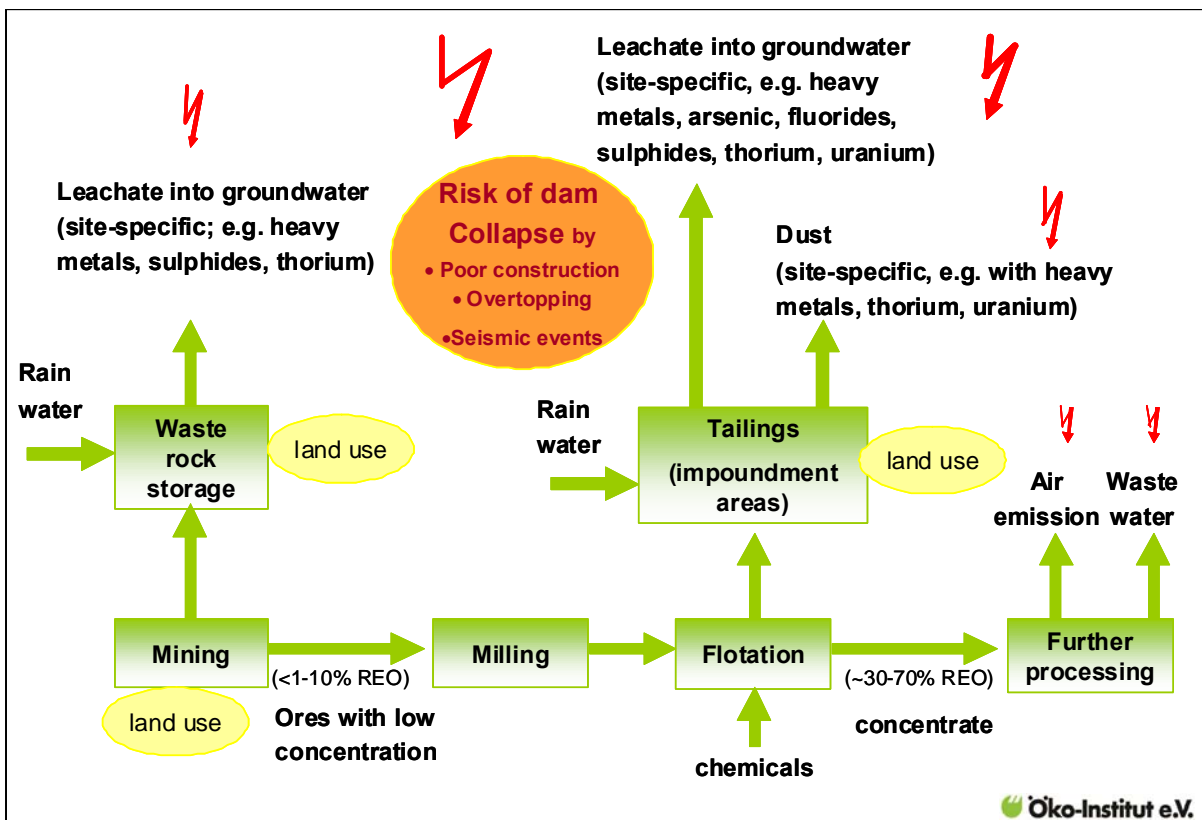 Leachate into groundwater
(site-specific, e.g. heavy
metals, arsenic, fluorides,
sulphides, thorium, uranium)
Leachate into groundwater
(site-specific; e.g. heavy
metals, sulphides, thorium)
Risk of dam
Collapse by
• Poor construction
• Overtopping
•Seismic events
Dust
(site-specific, e.g. with heavy
metals, thorium, uranium)
Rain
water
Waste
rock
storage
land use
Rain
water
Tailings
(impoundment
areas)
land use
Air
emission
Waste
water
Mining
land use
(<1-10% REO)
Ores with low
concentration
Milling
Flotation
chemicals
(~30-70% REO)
concentrate
Further
processing
Öko-Institut e.V.